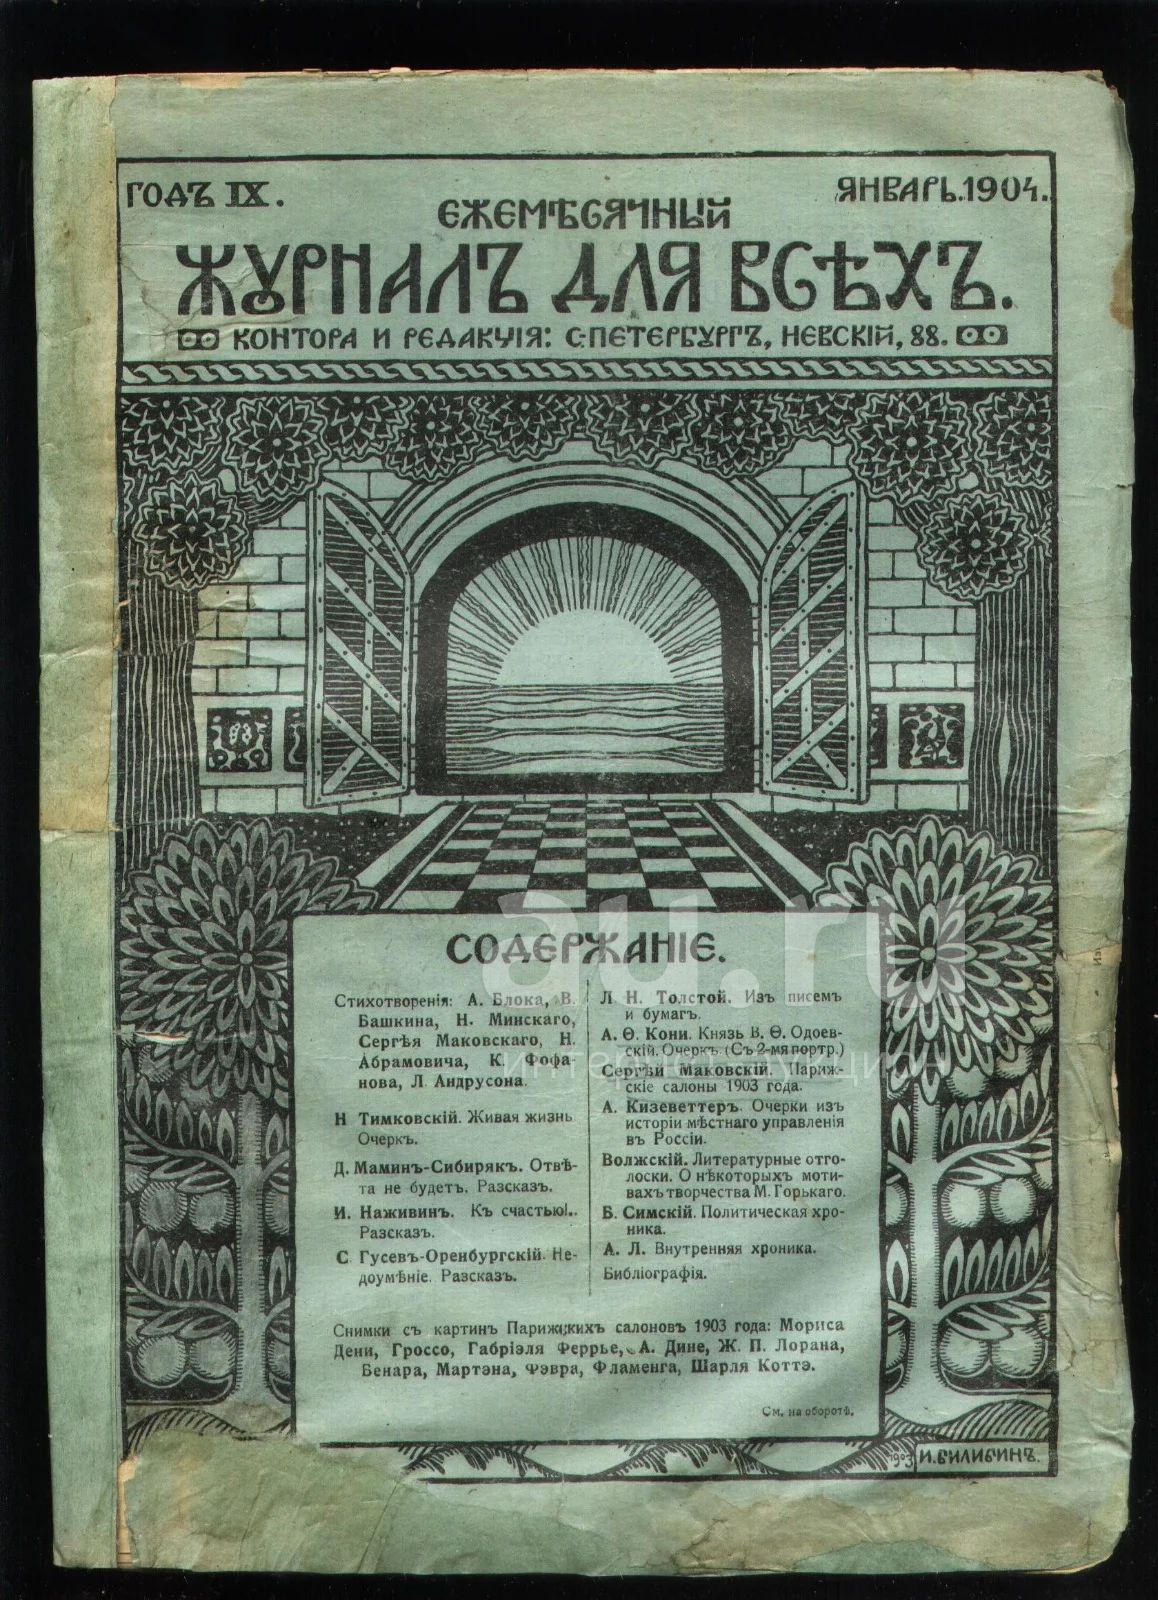 ГОДЪ IX.
ЯНВАРЬ.1904.
ЕЖЕМѢСЯЧНЫЙ
ЖУРНАЛЪ ДЛЯ ВСѢХЪ.
КОНТОРА И РЕДАКЦІЯ: С-ПЕТЕРБУРГЪ, НЕВСКІЙ, 88.
СОДЕРЖАНІЕ.
Стихотворенія: А. Блока, В.
Башкина, Н. Минскаго,
Сергѣя Маковскаго, Н.
Абрамовича, К. Фофа-
нова, Л. Андрусона.
Н Тимковскій. Живая жизнь
Очеркъ.
Д. Маминъ-Сибирякъ. Отвѣ-
та не будетъ. Разсказъ.
И. Наживинъ. Къ счастью!..
Разсказъ.
С Гусевъ-Оренбургскій. Не-
доумѣніе. Разсказъ.
Л Н. Толстой. Изъ писемъ
и бумагъ.
А. Ѳ. Кони. Князь В. Ѳ. Одоев-
скій. Очеркъ. (Съ 2-мя портр.)
Сергѣй Маковскій. Париж-
скіе салоны 1903 года.
А. Кизеветтеръ. Очерки изъ
исторіи мѣстнаго управленія
въ Россіи.
Волжскій. Литературные отго-
лоски. О нѣкоторыхъ моти-
вахъ творчества М. Горькаго.
Б. Симскій. Политическая хро-
ника.
А. Л. Внутренняя хроника.
Библіографія.
Снимки съ картинъ Парижскихъ салоновъ 1903 года: Мориса
Дени, Гроссо, Габріэля Феррье, А. Дине, Ж. П. Лорана,
Бенара, Мартэна, Фэвра, Фламенга, Шарля Коттэ.
См. на оборотѣ.
1903 И. БИЛИБИНЪ.
au.ru
интернет аукцион